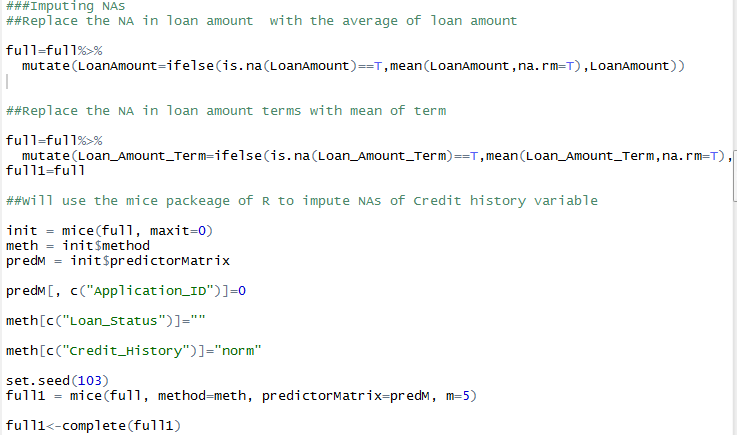 ###Imputing NAs
##Replace the NA in loan amount  with the average of loan amount
full=full%>%
mutate(LoanAmount=ifelse(is.na(LoanAmount)==T,mean(LoanAmount,na.rm=T),LoanAmount))
##Replace the NA in loan amount terms with mean of term
full=full%>%
mutate(Loan_Amount_Term=ifelse(is.na(Loan_Amount_Term)==T,mean(Loan_Amount_Term,na.rm=T),
full1=full
##Will use the mice packeage of R to impute NAs of Credit history variable
init = mice(full, maxit=0)
meth = init$method
predM = init$predictorMatrix
predM[, c("Application_ID")]=0
meth[c("Loan_Status")]=""
meth[c("Credit_History")]="norm"
set.seed(103)
full1 = mice(full, method=meth, predictorMatrix=predM, m=5)
full1<-complete(full1)